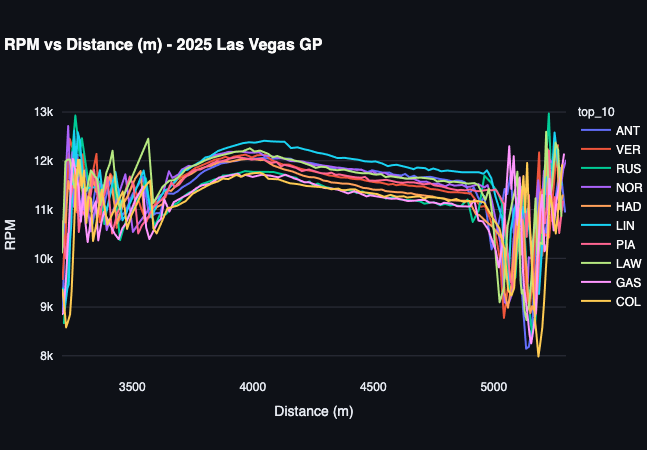 RPM vs Distance (m) - 2025 Las Vegas GP
top_10
ANT
VER
RUS
NOR
HAD
LIN
PIA
LAW
GAS
COL
13k
12k
11k
10k
9k
8k
RPM
3500
4000
4500
5000
Distance (m)